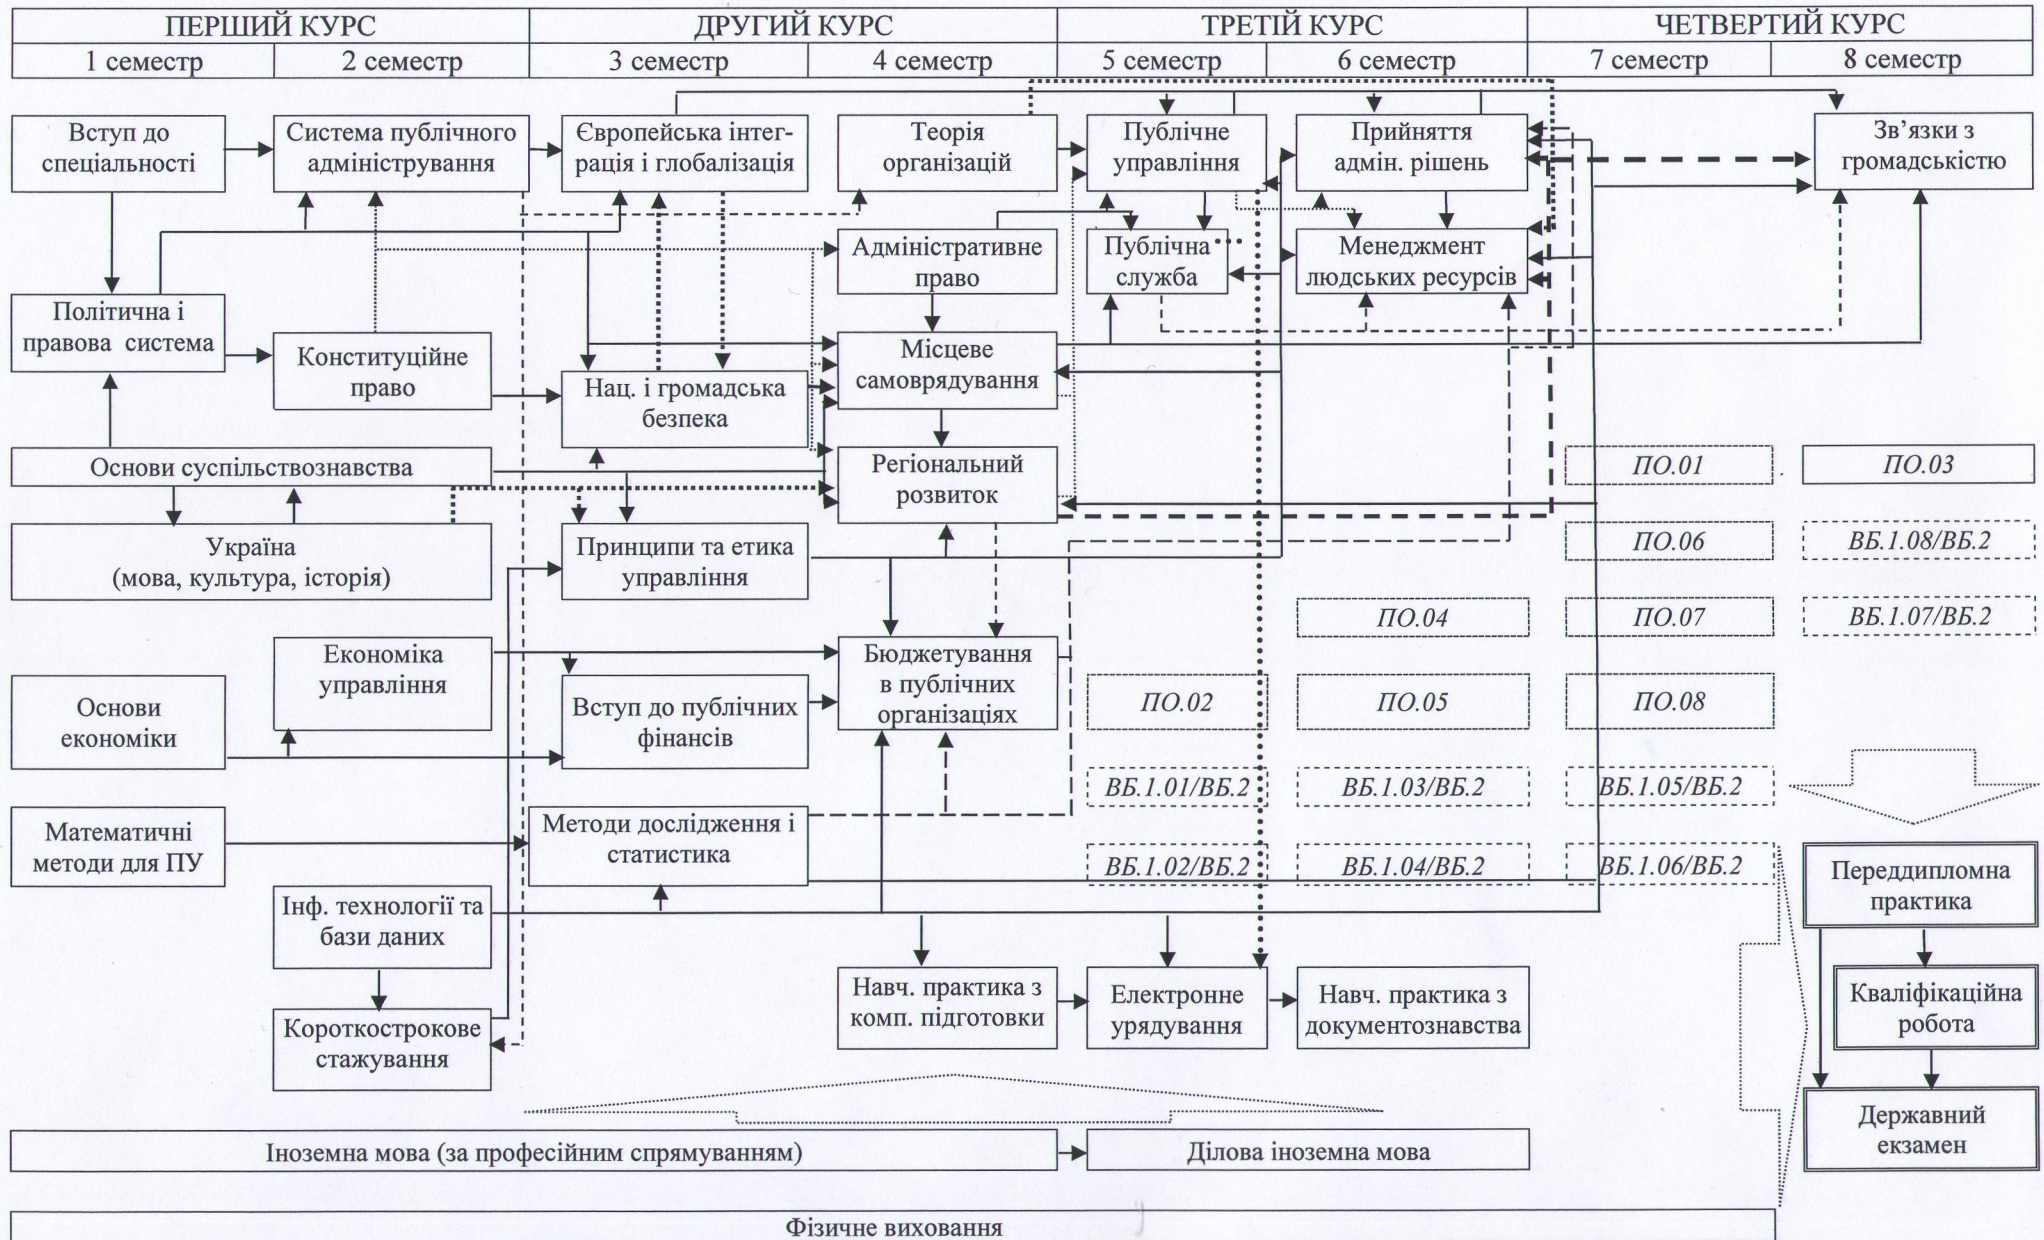 ПЕРШИЙ КУРС
ДРУГИЙ КУРС
ТРЕТІЙ КУРС
ЧЕТВЕРТИЙ КУРС
1 семестр
2 семестр
3 семестр
4 семестр
5 семестр
6 семестр
7 семестр
8 семестр
Вступ до
спеціальності
Система публічного
адміністрування
Європейська інтег-
рація і глобалізація
Теорія
організацій
Публічне
управління
Прийняття
адмін. рішень
Зв’язки з
громадськістю
Адміністративне
право
Публічна
служба
Менеджмент
людських ресурсів
Політична і
правова система
Конституційне
право
Нац. і громадська
безпека
Місцеве
самоврядування
Основи суспільствознавства
Регіональний
розвиток
ПО.01
ПО.03
Україна
(мова, культура, історія)
Принципи та етика
управління
ПО.06
ВБ.1.08/ВБ.2
ПО.04
ПО.07
ВБ.1.07/ВБ.2
Основи
економіки
Економіка
управління
Вступ до публічних
фінансів
Бюджетування
в публічних
організаціях
ПО.02
ПО.05
ПО.08
ВБ.1.01/ВБ.2
ВБ.1.03/ВБ.2
ВБ.1.05/ВБ.2
Математичні
методи для ПУ
Методи дослідження і
статистика
ВБ.1.02/ВБ.2
ВБ.1.04/ВБ.2
ВБ.1.06/ВБ.2
Переддипломна
практика
Інф. технології та
бази даних
Короткострокове
стажування
Навч. практика з
комп. підготовки
Електронне
урядування
Навч. практика з
документознавства
Кваліфікаційна
робота
Державний
екзамен
Іноземна мова (за професійним спрямуванням)
Ділова іноземна мова
Фізичне виховання